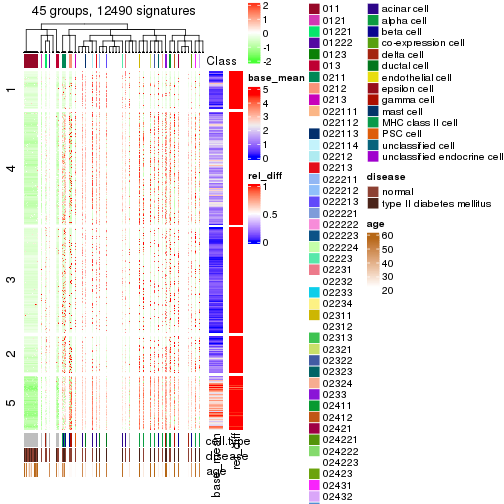 45 groups, 12490 signatures
Class
1
4
3
2
5
cell.type
disease
age
base_mean
rel_diff
2
1
0
-1
-2
base_mean
5
4
3
2
1
0
rel_diff
1
0.5
0
011
0121
01221
01222
0123
013
0211
0212
0213
022111
022112
022113
022114
02212
02213
022211
022212
02213
022221
022222
022223
022224
02223
02231
02232
02233
02234
02311
02312
02313
02321
02322
02323
02324
0233
02411
02412
02421
024221
024222
024223
02423
02431
02432
acinar cell
alpha cell
beta cell
co-expression cell
delta cell
ductal cell
endothelial cell
epsilon cell
gamma cell
mast cell
MHC class II cell
PSC cell
unclassified cell
unclassified endocrine cell
disease
normal
type II diabetes mellitus
age
60
50
40
30
20